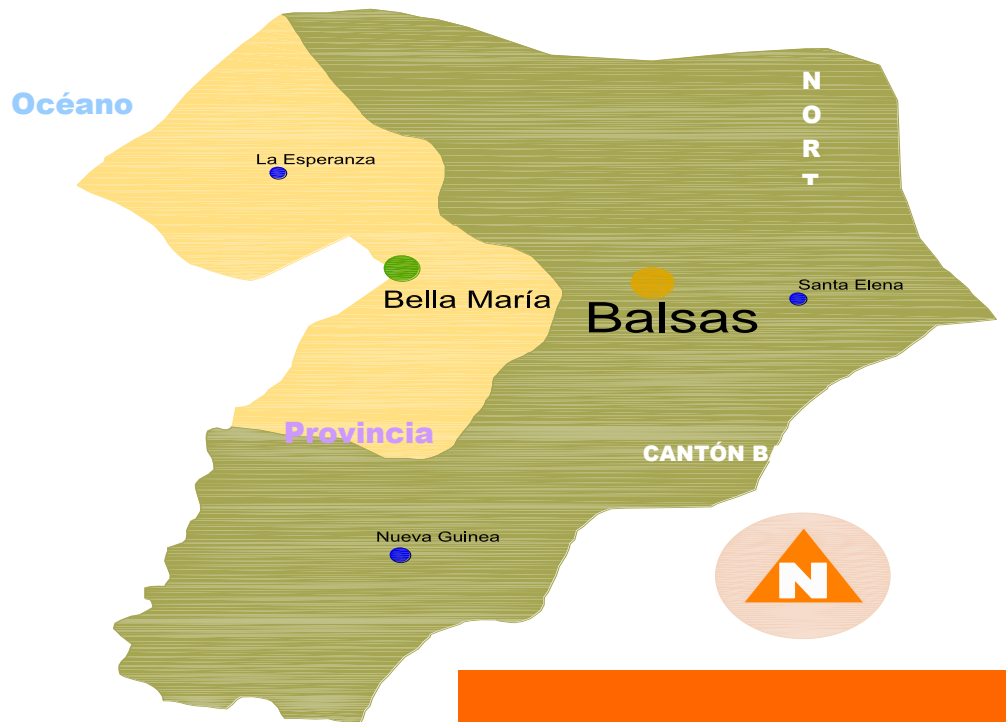 Océano
N
O
R
T
La Esperanza
Santa Elena
Bella María
Balsas
Provincia
CANTÓN
Nueva Guinea
N